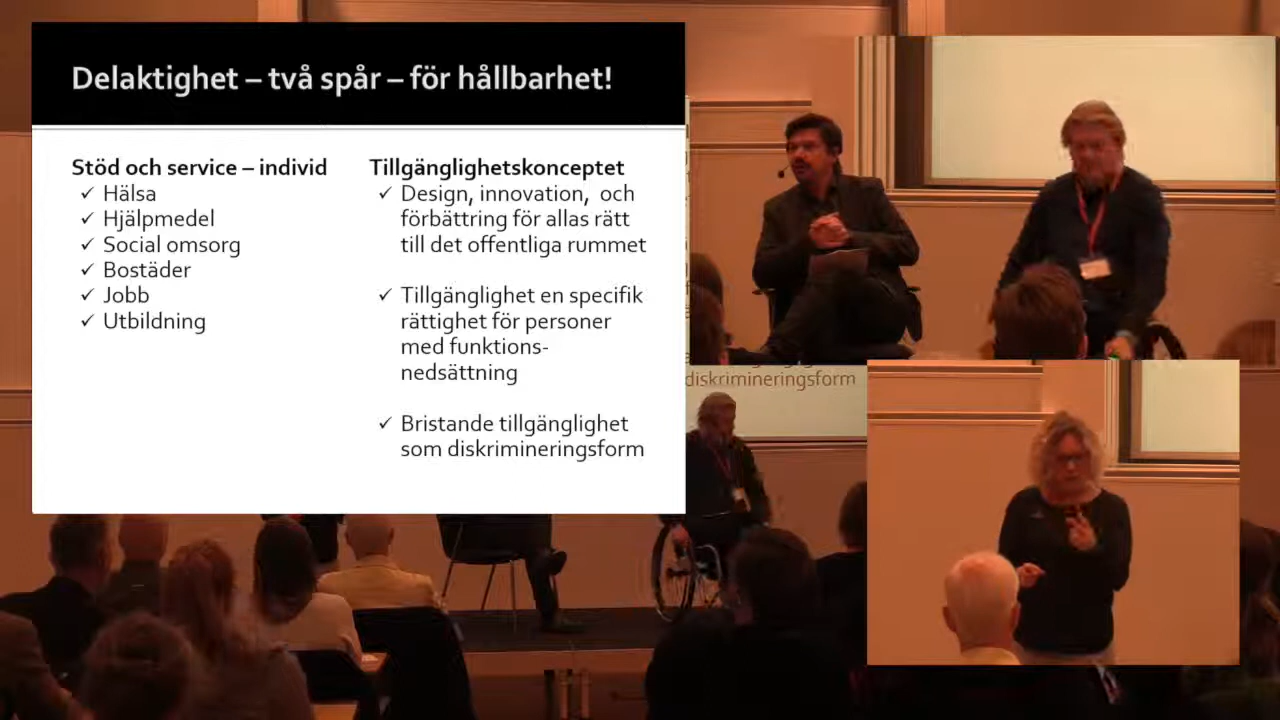 Delaktighet – två spår – för hållbarhet!
Stöd och service – individ
✓ Hälsa
✓ Hjälpmedel
✓ Social omsorg
✓ Bostäder
✓ Jobb
✓ Utbildning
Tillgänglighetskonceptet
✓ Design, innovation, och
förbättring för allas rätt
till det offentliga rummet
✓ Tillgänglighet en specifik
rättighet för personer
med funktions-
nedsättning
✓ Bristande tillgänglighet
som diskrimineringsform
diskrimineringsform